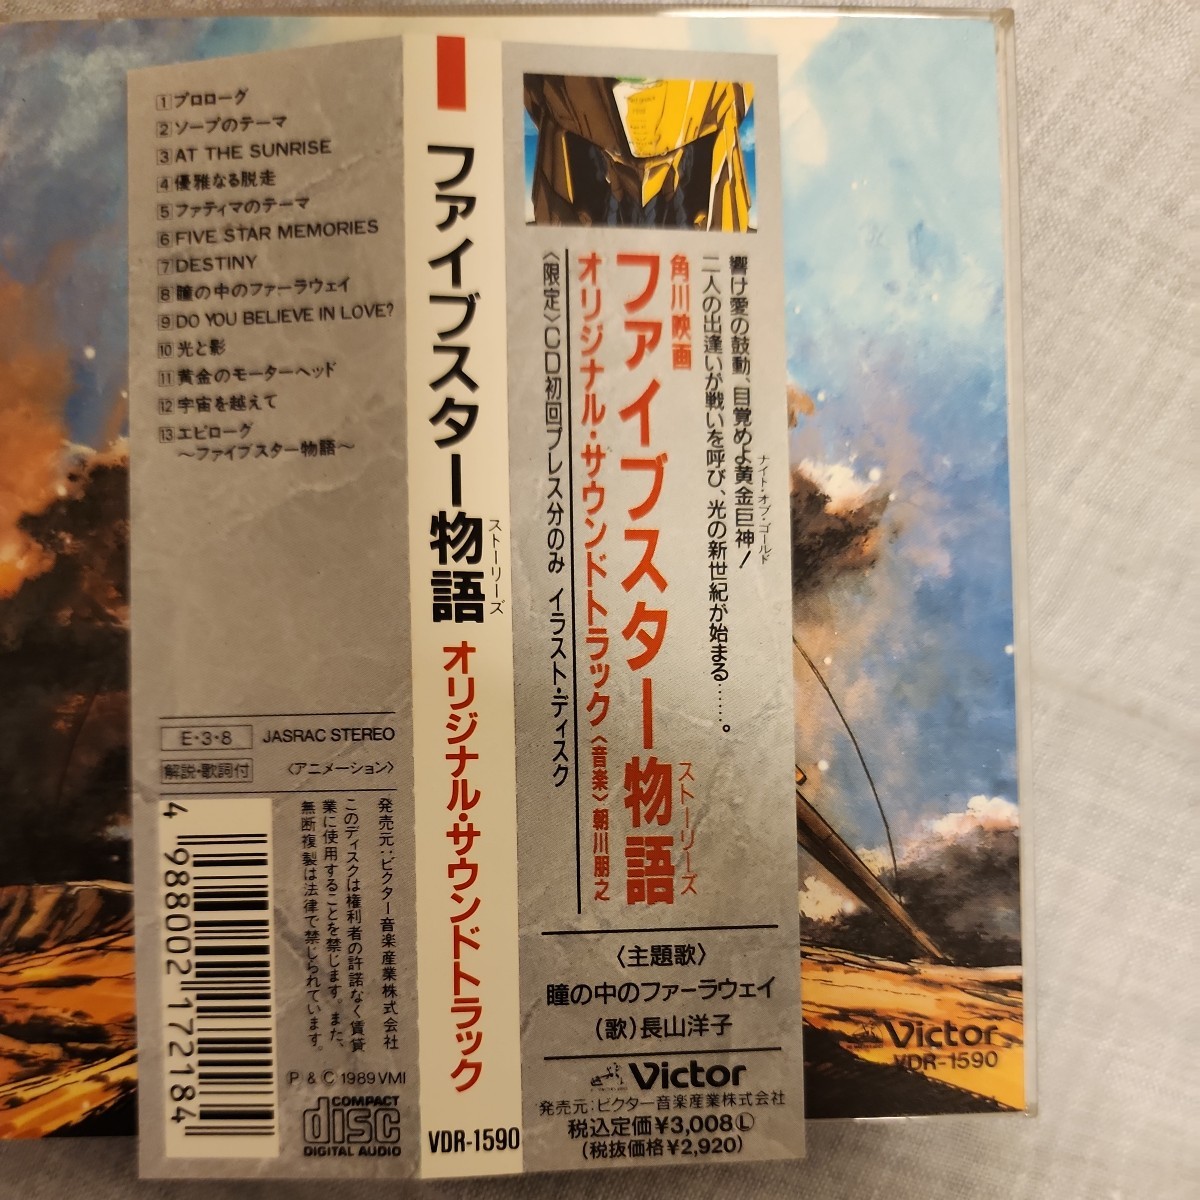 1 プロローグ
2 ソープのテーマ
3 AT THE SUNRISE
4 優雅なる脱走
5 ファティマのテーマ
6 FIVE STAR MEMORIES
7 DESTINY
8 瞳の中のファーラウェイ
9 DO YOU BELIEVE IN LOVE?
10 光と影
11 黄金のモーターヘッド
12 宇宙を越えて
13 エピローグ
〜ファイブスター物語〜
E・3・8
JASRAC STEREO
解説・歌詞付
〈アニメーション〉
発売元:ビクター音楽産業株式会社
このディスクは権利者の許諾なく賃貸
業に使用することを禁じます。また、
無断複製は法律で禁じられています。
4 988002 172184
P & C 1989 VMI
COMPACT
disc
DIGITAL AUDIO
ファイブスター物語
ストーリーズ
オリジナル・サウンドトラック
VDR-1590
響け愛の鼓動、目覚めよ黄金巨神!
ナイト・オブ・ゴールド
二人の出逢いが戦いを呼び、光の新世紀が始まる……。
角川映画
ファイブスター物語
ストーリーズ
オリジナル・サウンドトラック〈音楽〉朝川朋之
〈限定〉CD初回プレス分のみ イラスト・ディスク
〈主題歌〉
瞳の中のファーラウェイ
(歌)長山洋子
Victor
発売元:ビクター音楽産業株式会社
税込定価¥3,008Ⓛ
(税抜価格¥2,920)
Victor
VDR-1590